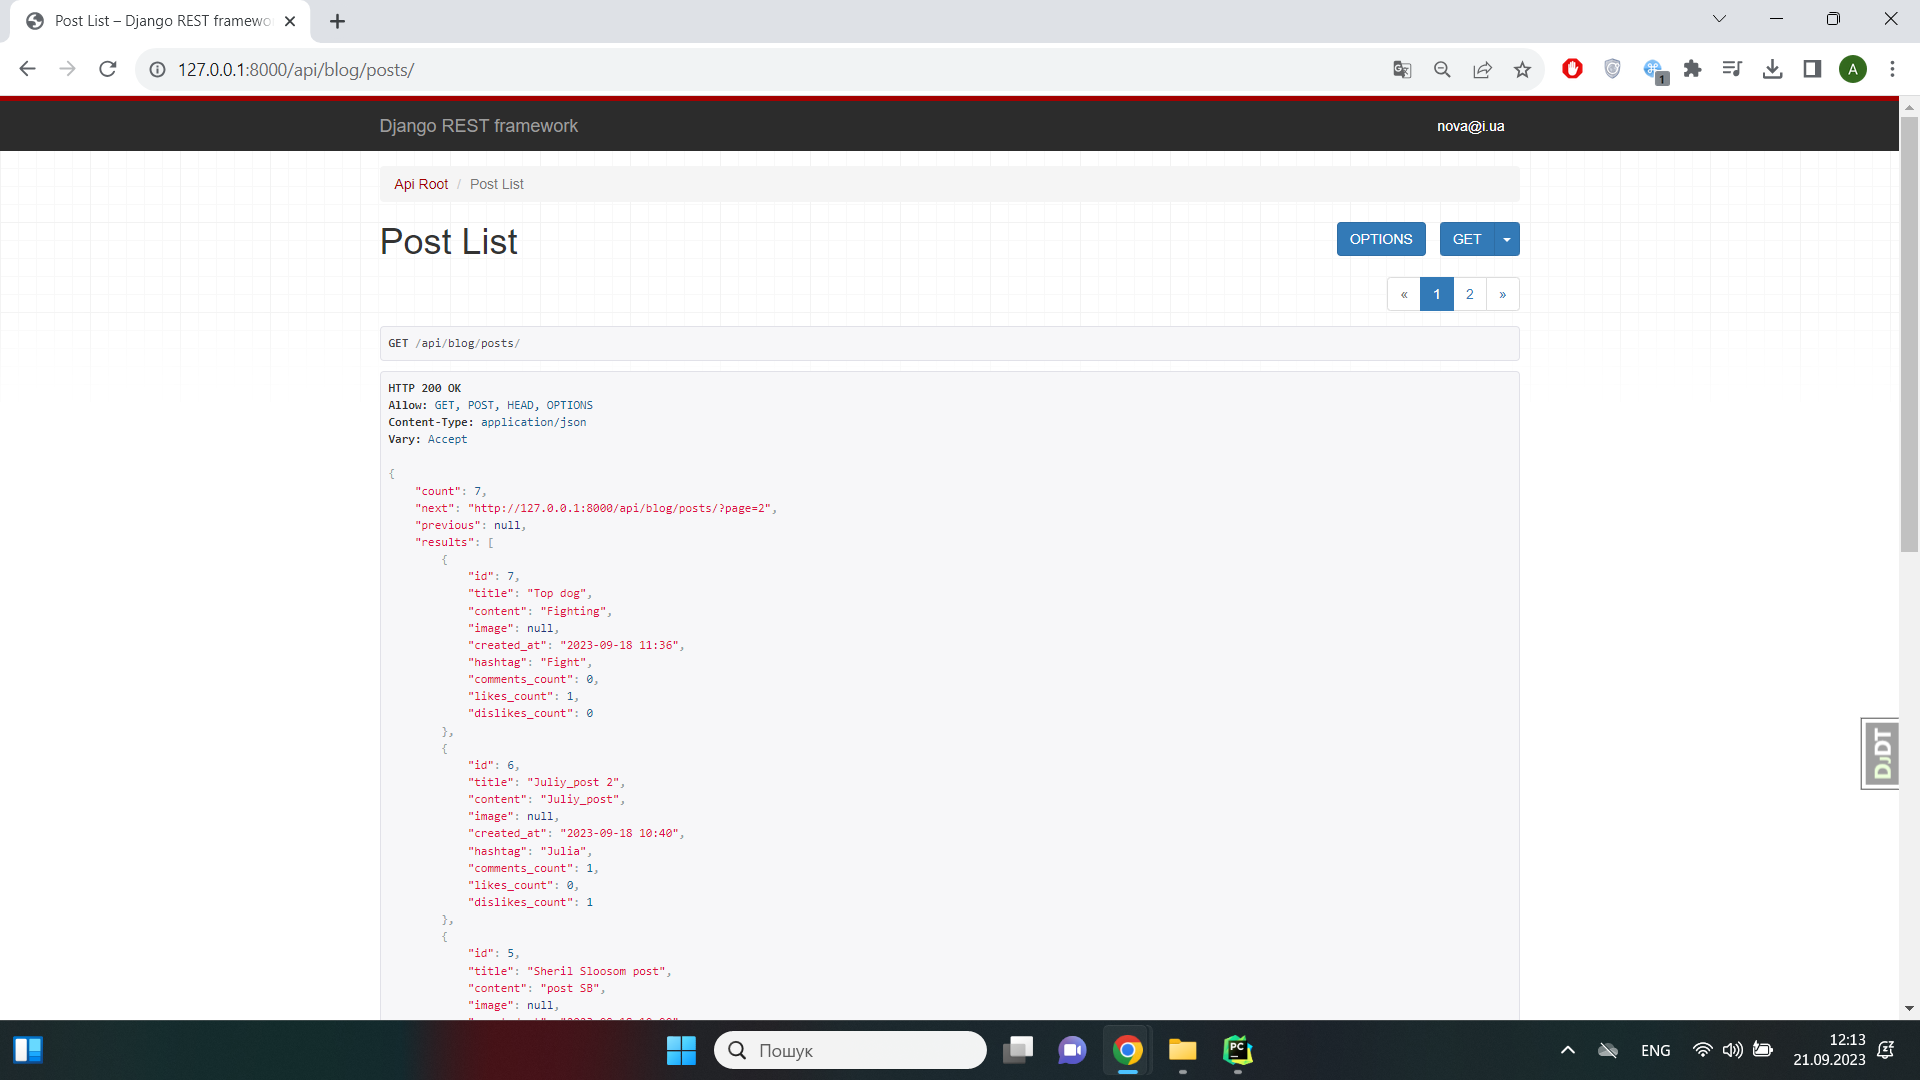 Post List – Django REST framewo
127.0.0.1:8000/api/blog/posts/
1
A
Django REST framework
nova@i.ua
Api Root / Post List
Post List
OPTIONS
GET
« 1 2 »
GET /api/blog/posts/
HTTP 200 OK
Allow: GET, POST, HEAD, OPTIONS
Content-Type: application/json
Vary: Accept
{
"count": 7,
"next": "http://127.0.0.1:8000/api/blog/posts/?page=2",
"previous": null,
"results": [
{
"id": 7,
"title": "Top dog",
"content": "Fighting",
"image": null,
"created_at": "2023-09-18 11:36",
"hashtag": "Fight",
"comments_count": 0,
"likes_count": 1,
"dislikes_count": 0
},
{
"id": 6,
"title": "Juliy_post 2",
"content": "Juliy_post",
"image": null,
"created_at": "2023-09-18 10:40",
"hashtag": "Julia",
"comments_count": 1,
"likes_count": 0,
"dislikes_count": 1
},
{
"id": 5,
"title": "Sheril Sloosom post",
"content": "post SB",
"image": null,
DJDT
Пошук
PC
ENG
12:13
21.09.2023